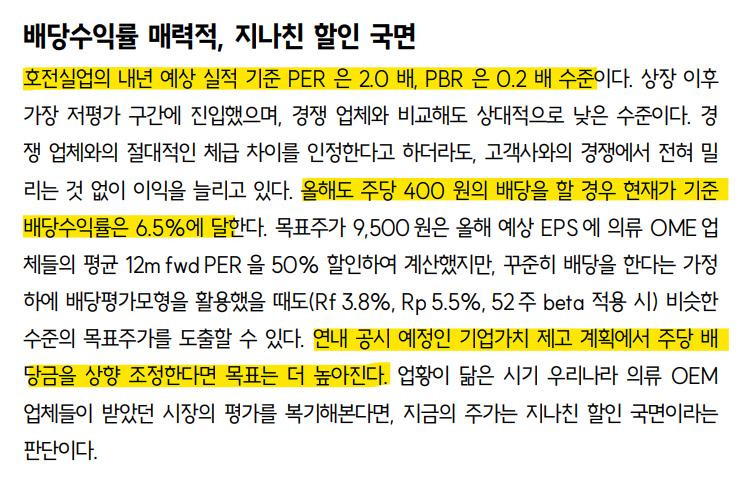 배당수익률 매력적, 지나친 할인 국면
호전실업의 내년 예상 실적 기준 PER 은 2.0 배, PBR 은 0.2 배 수준이다. 상장 이후
가장 저평가 구간에 진입했으며, 경쟁 업체와 비교해도 상대적으로 낮은 수준이다. 경
쟁 업체와의 절대적인 체급 차이를 인정한다고 하더라도, 고객사와의 경쟁에서 전혀 밀
리는 것 없이 이익을 늘리고 있다. 올해도 주당 400 원의 배당을 할 경우 현재가 기준
배당수익률은 6.5%에 달한다. 목표주가 9,500 원은 올해 예상 EPS 에 의류 OME 업
체들의 평균 12m fwd PER 을 50% 할인하여 계산했지만, 꾸준히 배당을 한다는 가정
하에 배당평가모형을 활용했을 때도(Rf 3.8%, Rp 5.5%, 52 주 beta 적용 시) 비슷한
수준의 목표주가를 도출할 수 있다. 연내 공시 예정인 기업가치 제고 계획에서 주당 배
당금을 상향 조정한다면 목표는 더 높아진다. 업황이 닮은 시기 우리나라 의류 OEM
업체들이 받았던 시장의 평가를 복기해본다면, 지금의 주가는 지나친 할인 국면이라는
판단이다.